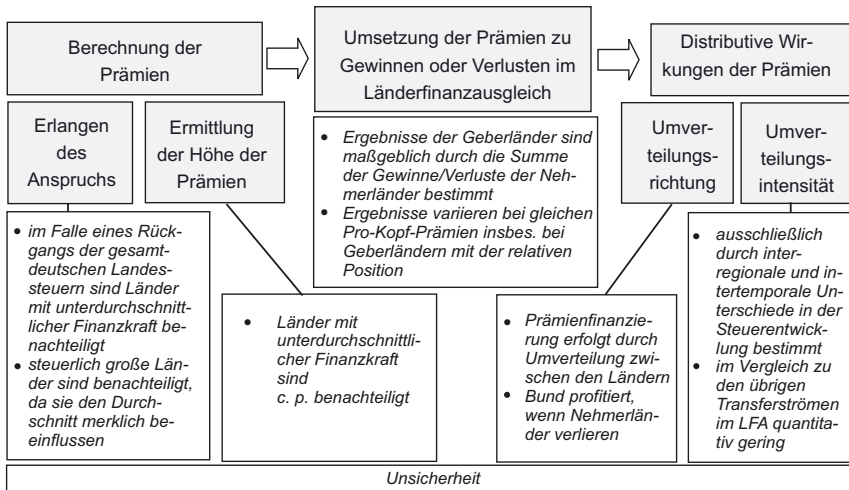 Berechnung der
Prämien
Umsetzung der Prämien zu
Gewinnen oder Verlusten im
Länderfinanzausgleich
Distributive Wir-
kungen der Prämien
Erlangen
des
Anspruchs
Ermittlung
der Höhe der
Prämien
• Ergebnisse der Geberländer sind
maßgeblich durch die Summe
der Gewinne/Verluste der Neh-
merländer bestimmt
• Ergebnisse variieren bei gleichen
Pro-Kopf-Prämien insbes. bei
Geberländern mit der relativen
Position
Umver-
teilungs-
richtung
Umver-
teilungs-
intensität
• im Falle eines Rück-
gangs der gesamt-
deutschen Landes-
steuern sind Länder
mit unterdurchschnitt-
licher Finanzkraft be-
nachteiligt
• steuerlich große Län-
der sind benachteiligt,
da sie den Durch-
schnitt merklich be-
einflussen
• Länder mit
unterdurchschnittli-
cher Finanzkraft
sind
c. p. benachteiligt
• Prämienfinanzie-
rung erfolgt durch
Umverteilung zwi-
schen den Ländern
• Bund profitiert,
wenn Nehmerlän-
der verlieren
• ausschließlich
durch inter-
regionale und in-
tertemporale Un-
terschiede in der
Steuerentwick-
lung bestimmt
• im Vergleich zu
den übrigen
Transferströmen
im LFA quantita-
tiv gering
Unsicherheit